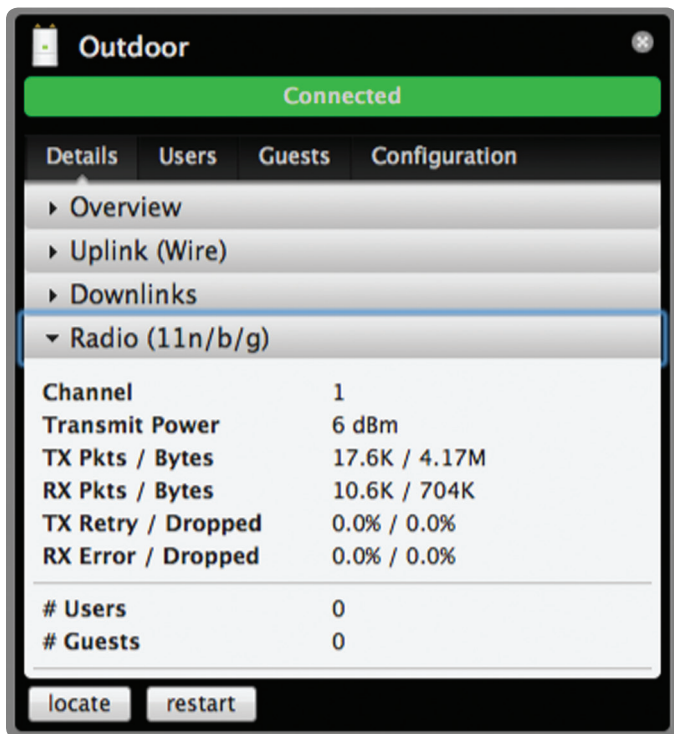 Outdoor
Connected
Details Users Guests Configuration
Overview
Uplink (Wire)
Downlinks
Radio (11n/b/g)
Channel 1
Transmit Power 6 dBm
TX Pkts / Bytes 17.6K / 4.17M
RX Pkts / Bytes 10.6K / 704K
TX Retry / Dropped 0.0% / 0.0%
RX Error / Dropped 0.0% / 0.0%
# Users 0
# Guests 0
locate restart